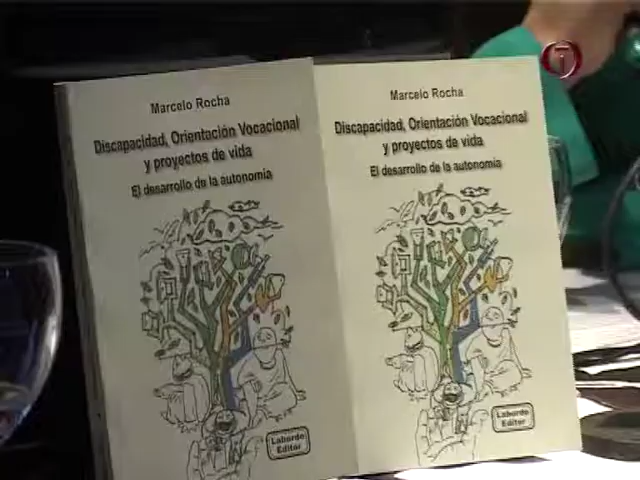 Marcelo Rocha
Discapacidad, Orientación Vocacional
y proyectos de vida
El desarrollo de la autonomía
Laborde
Editor
Marcelo Rocha
Discapacidad, Orientación Vocacional
y proyectos de vida
El desarrollo de la autonomía
Laborde
Editor